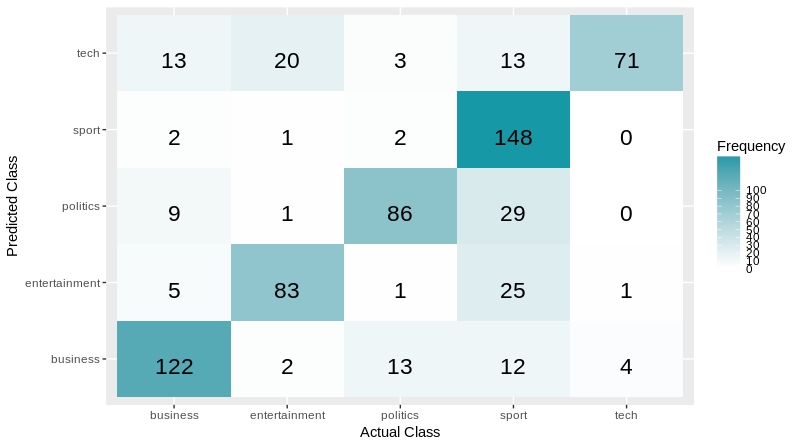 tech 13 20 3 13 71
sport 2 1 2 148 0
politics 9 1 86 29 0
entertainment 5 83 1 25 1
business 122 2 13 12 4
business entertainment politics sport tech
Actual Class
Predicted Class
Frequency
100
90
80
70
60
50
40
30
20
10
0